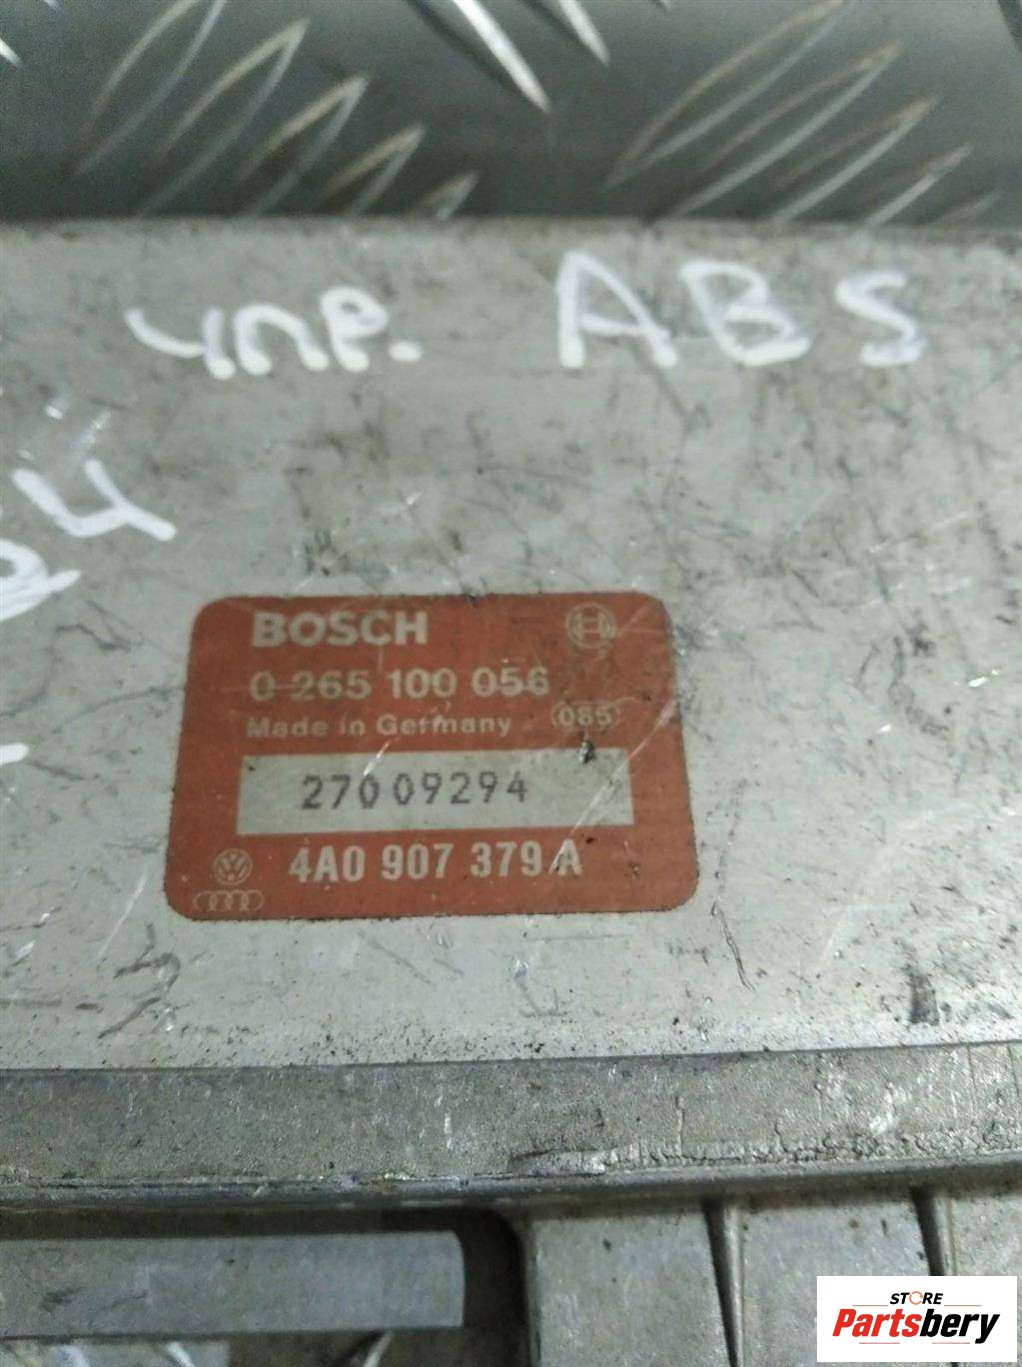 упр. ABS
BOSCH
0 265 100 056
Made in Germany 085
27009294
4A0 907 379 A
STORE
Partsbery